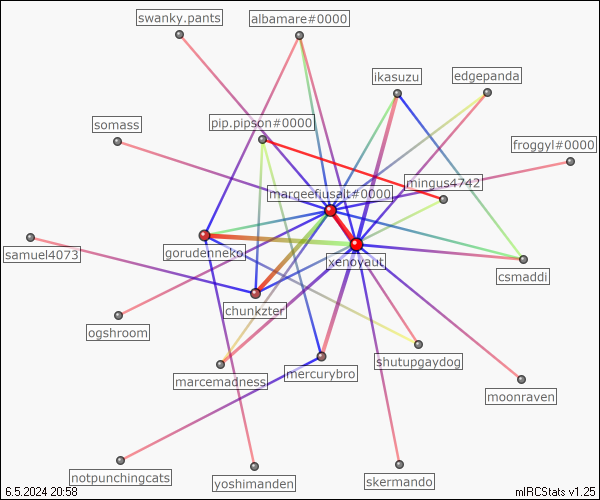 swanky.pants
albamare#0000
ikasuzu
edgepanda
somass
pip.pipson#0000
froggyl#0000
mingus4742
margeefiusalt#0000
samuel4073
gorudenneko
xenoyaut
csmaddi
chunkzter
ogshroom
shutupgaydog
marcemadness
mercurybro
moonraven
notpunchingcats
yoshimanden
skermando
6.5.2024 20:58
mIRCStats v1.25